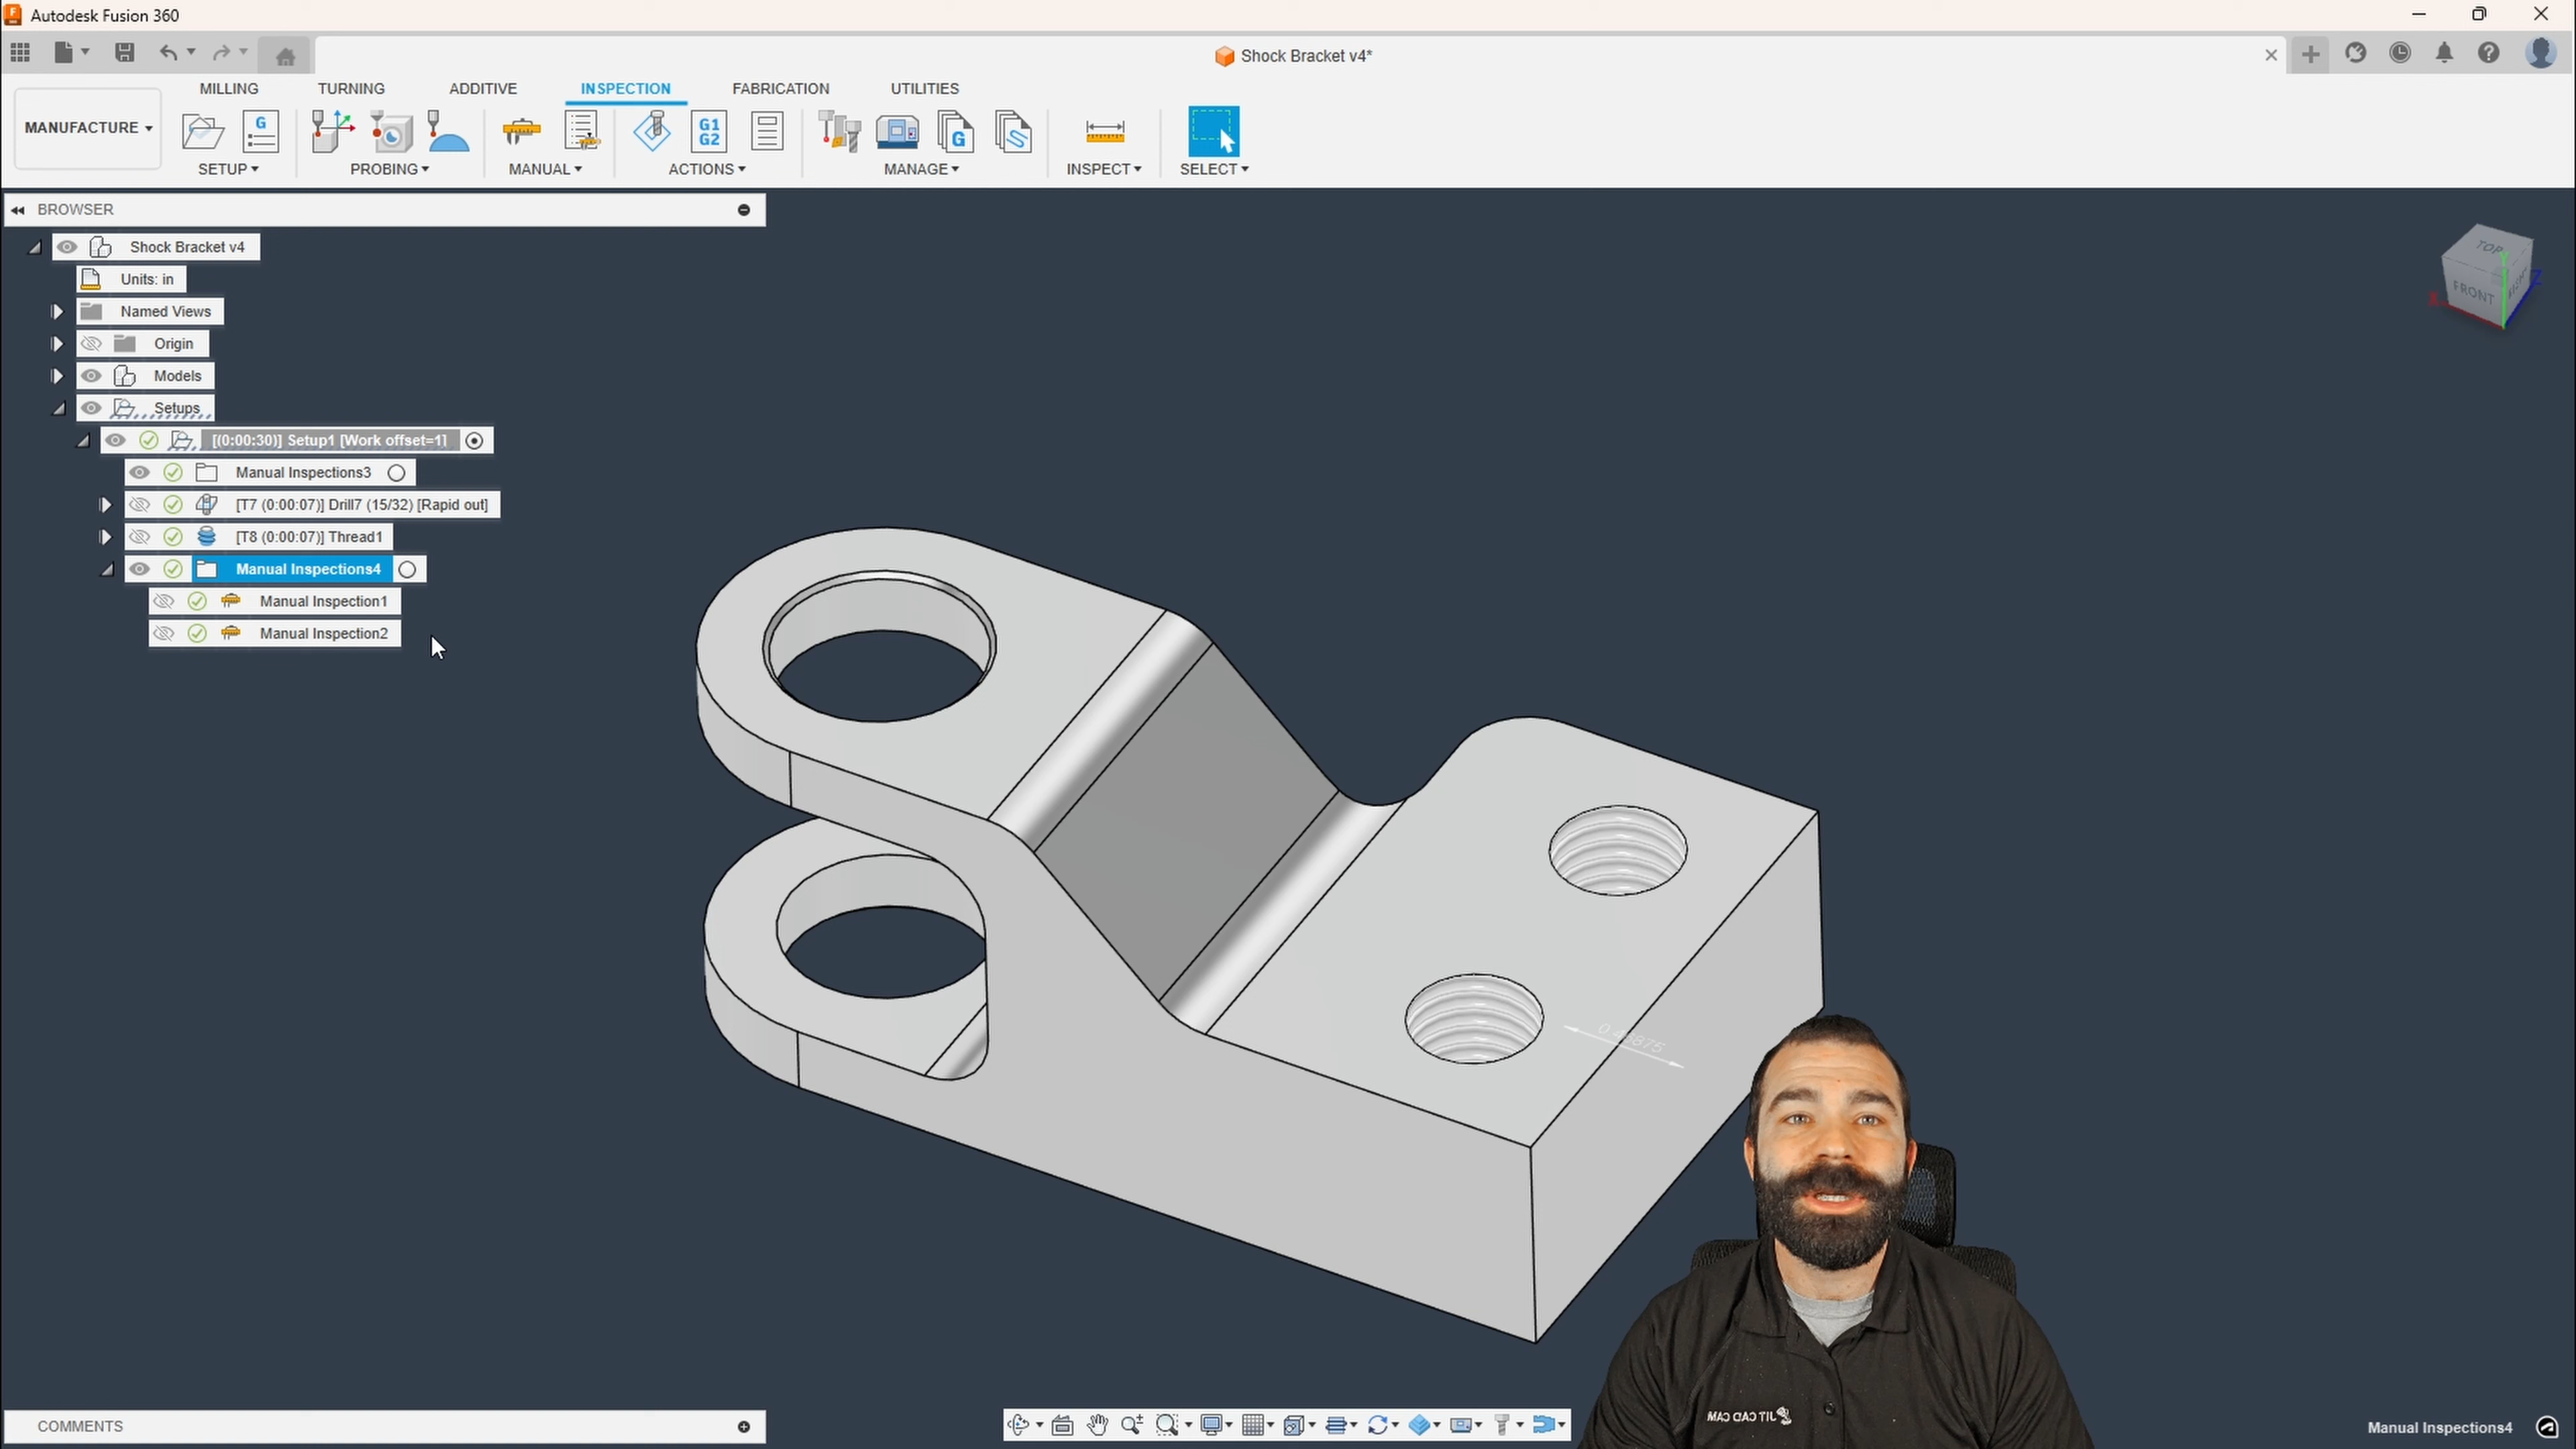 Autodesk Fusion 360
Shock Bracket v4*
MILLING TURNING ADDITIVE INSPECTION FABRICATION UTILITIES
MANUFACTURE
G G1 G2 G
SETUP PROBING MANUAL ACTIONS MANAGE INSPECT SELECT
BROWSER
Shock Bracket v4
Units: in
Named Views
Origin
Models
Setups
[(0:00:30)] Setup1 [Work offset=1]
Manual Inspections3
[T7 (0:00:07)] Drill7 (15/32) [Rapid out]
[T8 (0:00:07)] Thread1
Manual Inspections4
Manual Inspection1
Manual Inspection2
TOP
FRONT
Z
JIT CAD CAM
COMMENTS
Manual Inspections4